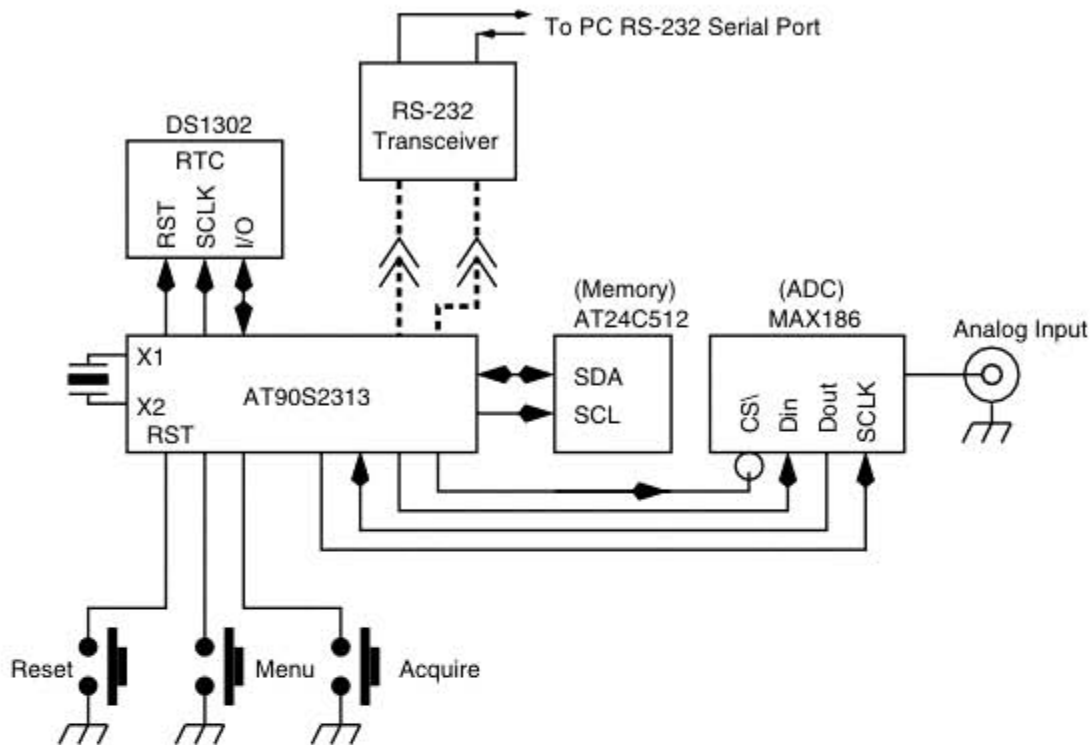 To PC RS-232 Serial Port
RS-232
Transceiver
DS1302
RTC
RST
SCLK
I/O
(Memory)
AT24C512
(ADC)
MAX186
Analog Input
X1
X2
RST
AT90S2313
SDA
SCL
CS\
Din
Dout
SCLK
Reset
Menu
Acquire